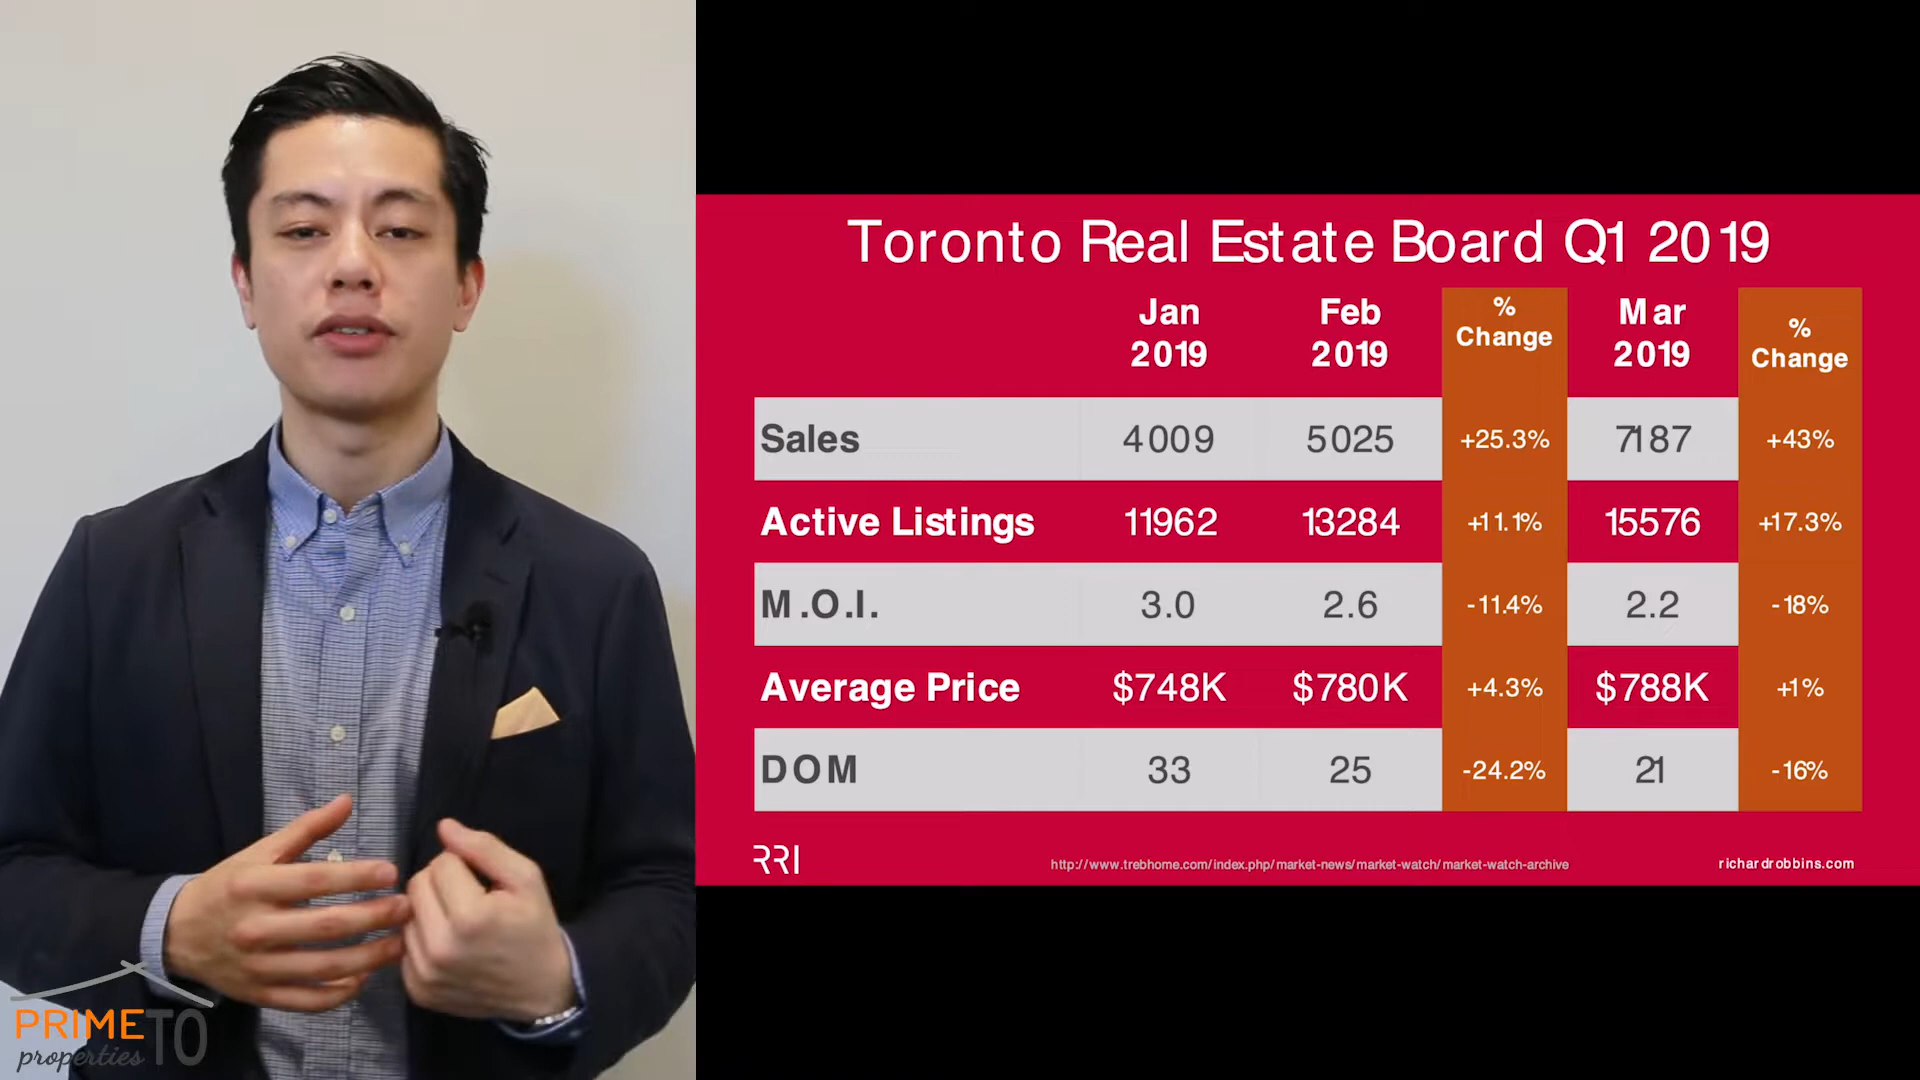 Toronto Real Estate Board Q1 2019
Jan 2019
Feb 2019
% Change
Mar 2019
% Change
Sales 4009 5025 +25.3% 7187 +43%
Active Listings 11962 13284 +11.1% 15576 +17.3%
M.O.I. 3.0 2.6 -11.4% 2.2 -18%
Average Price $748K $780K +4.3% $788K +1%
DOM 33 25 -24.2% 21 -16%
RRI http://www.trebhome.com/index.php/market-news/market-watch/market-watch-archive richardrobbins.com
PRIME TO
properties